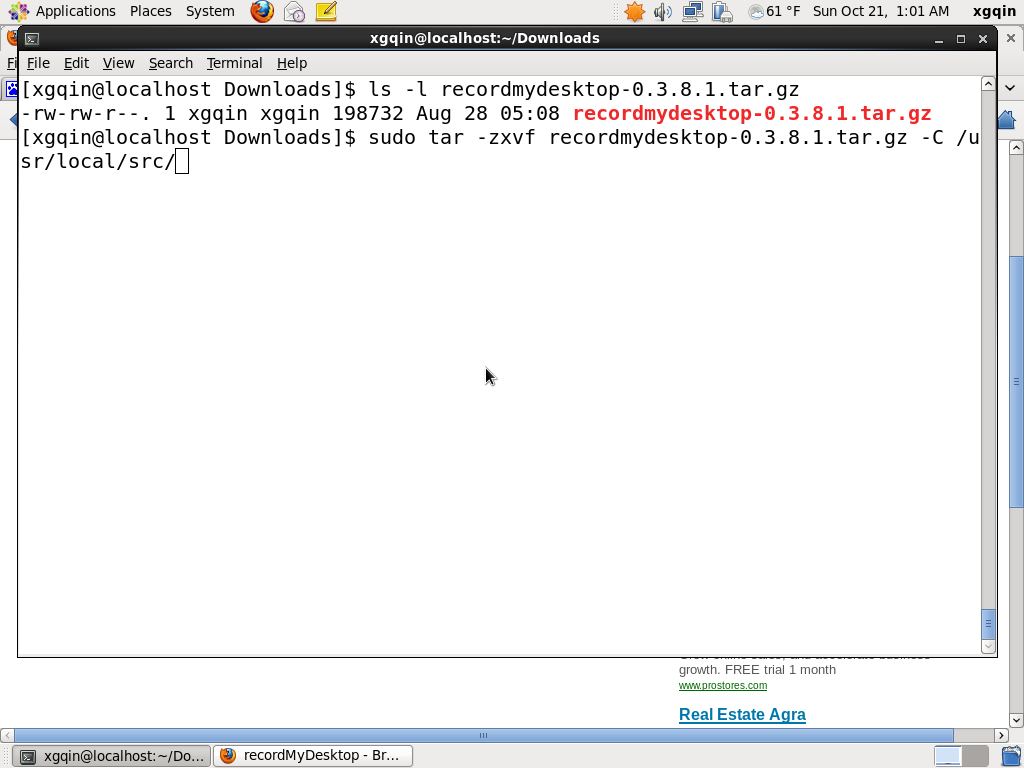 Applications Places System 61 °F Sun Oct 21, 1:01 AM xgqin
xgqin@localhost:~/Downloads
File Edit View Search Terminal Help
[xgqin@localhost Downloads]$ ls -l recordmydesktop-0.3.8.1.tar.gz
-rw-rw-r--. 1 xgqin xgqin 198732 Aug 28 05:08 recordmydesktop-0.3.8.1.tar.gz
[xgqin@localhost Downloads]$ sudo tar -zxvf recordmydesktop-0.3.8.1.tar.gz -C /u
sr/local/src/
growth. FREE trial 1 month
www.prostores.com
Real Estate Agra
xgqin@localhost:~/Do... recordMyDesktop - Br...